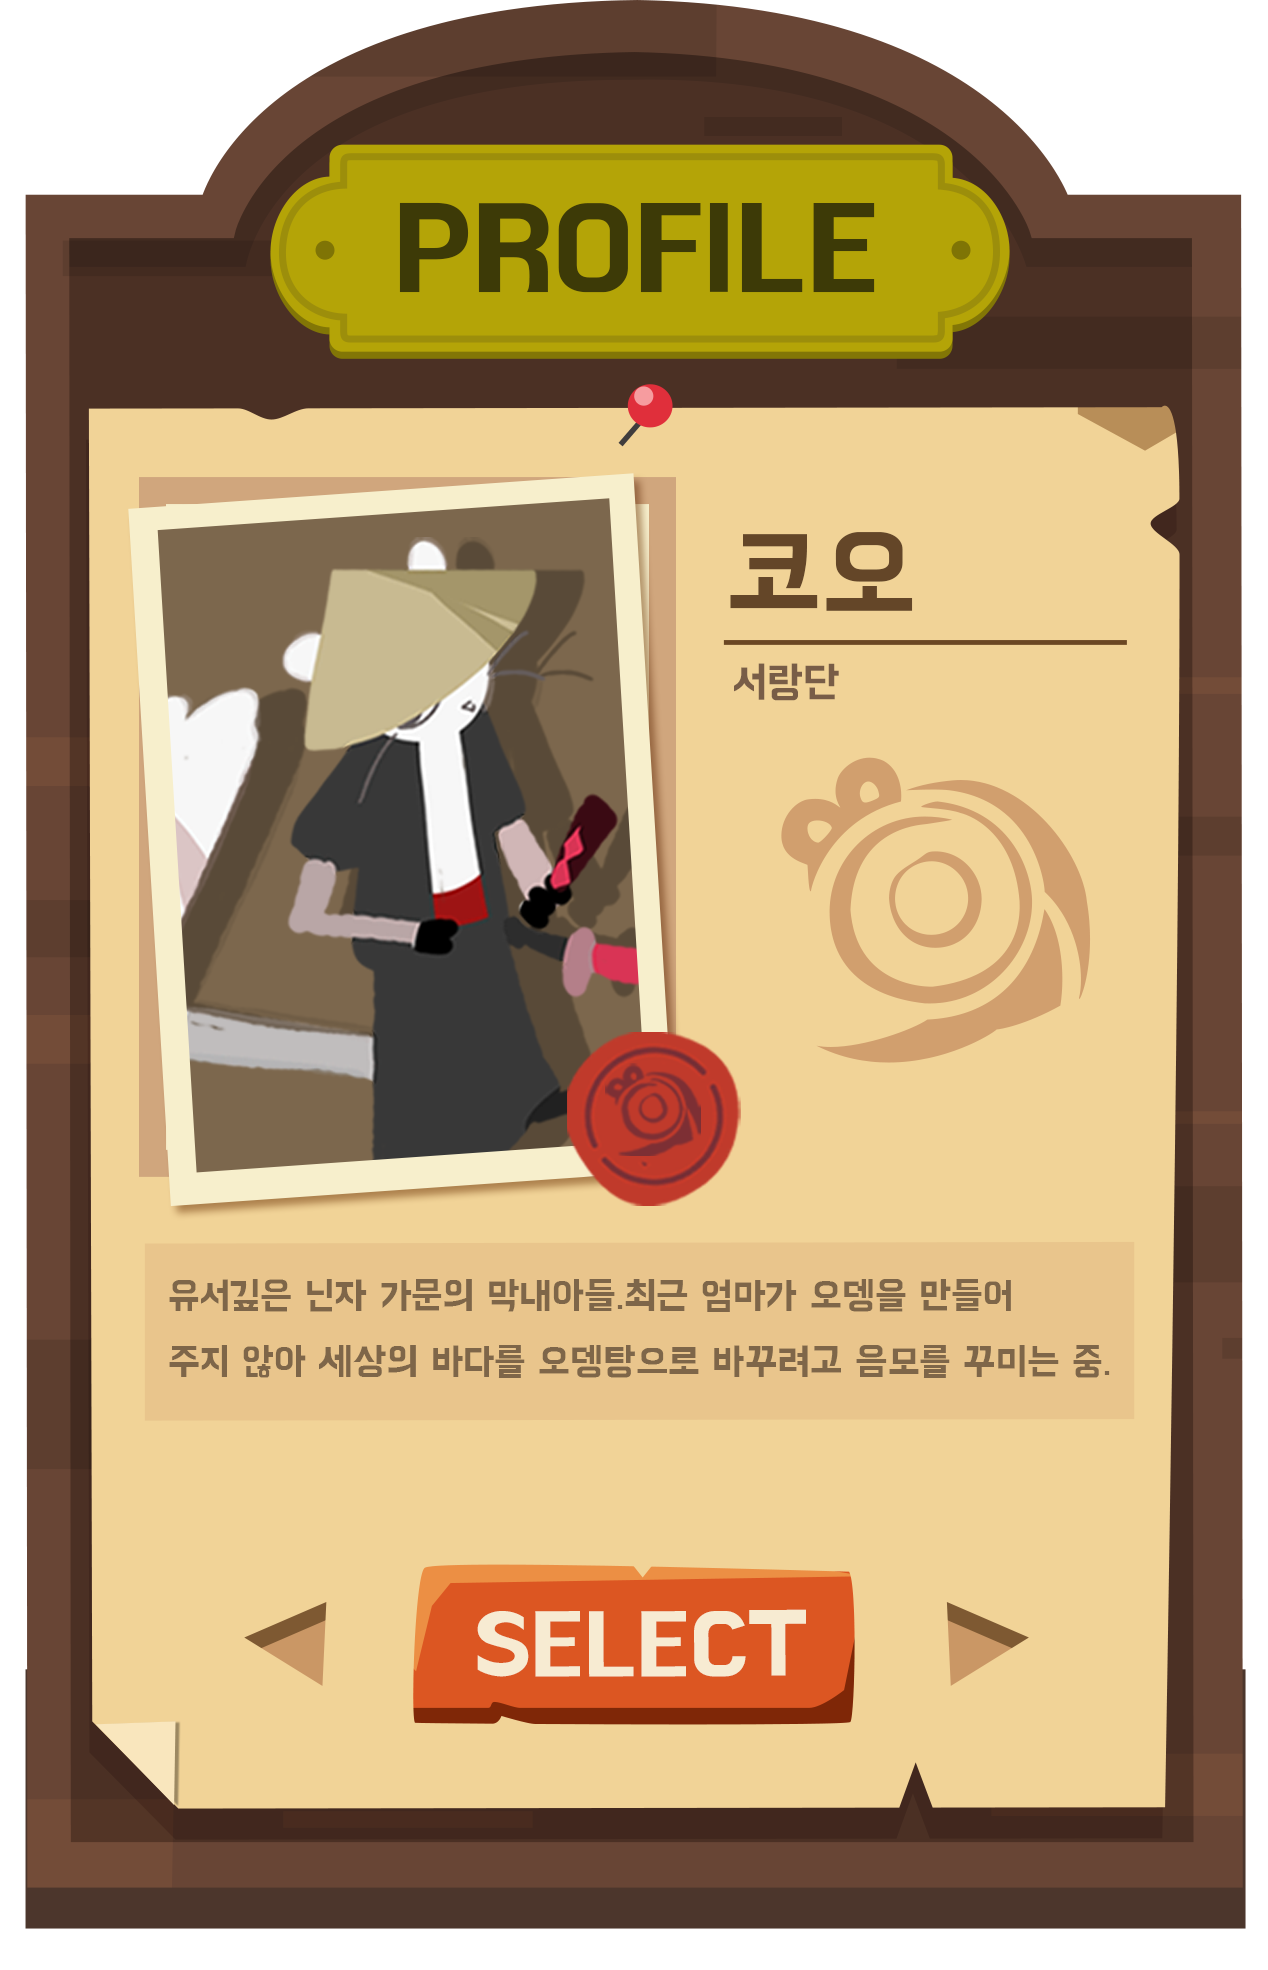 PROFILE
코오
서랑단
유서깊은 닌자 가문의 막내아들.최근 엄마가 오뎅을 만들어
주지 않아 세상의 바다를 오뎅탕으로 바꾸려고 음모를 꾸미는 중.
SELECT